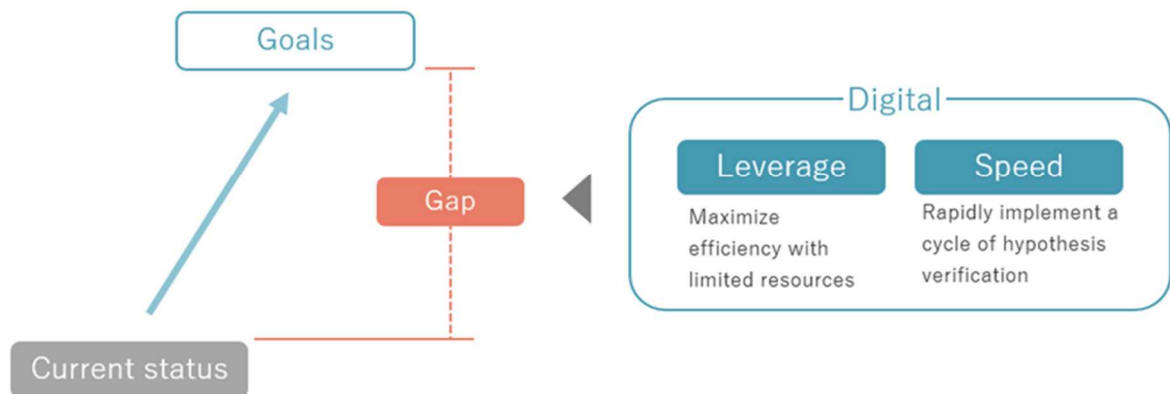 Goals
Digital
Leverage
Speed
Gap
Maximize
efficiency with
limited resources
Rapidly implement a
cycle of hypothesis
verification
Current status